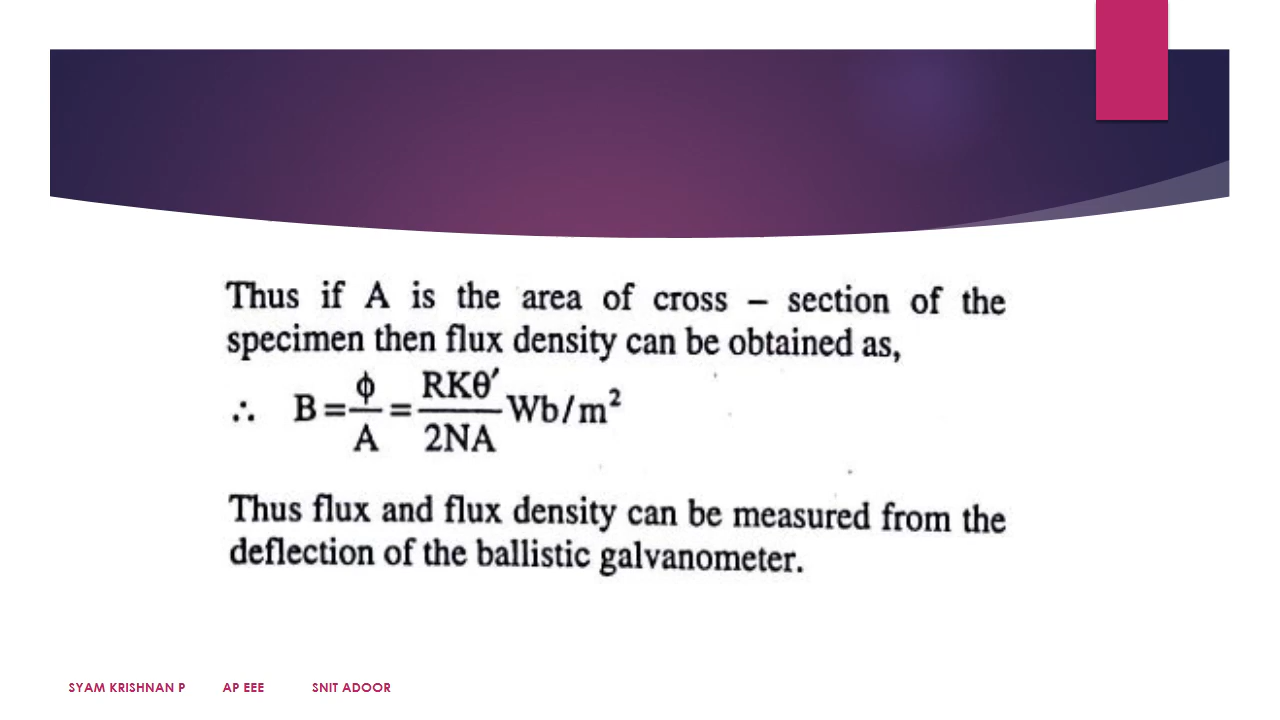 Thus if A is the area of cross – section of the
specimen then flux density can be obtained as,
∴ B = ϕ/A = RKθ′/2NA Wb/m²
Thus flux and flux density can be measured from the
deflection of the ballistic galvanometer.
SYAM KRISHNAN P AP EEE SNIT ADOOR